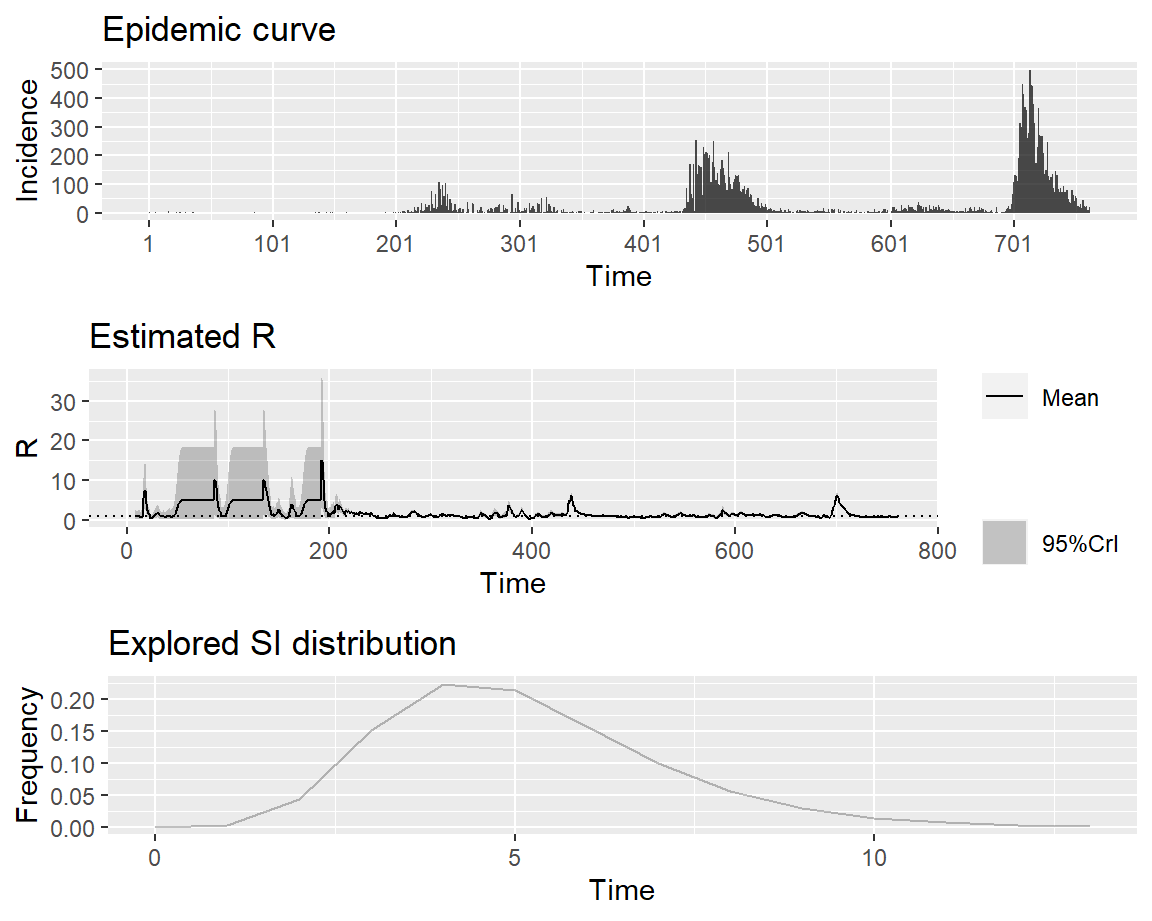 Epidemic curve
Incidence
500
400
300
200
100
0
1 101 201 301 401 501 601 701
Time
Estimated R
R
30
20
10
0
0 200 400 600 800
Time
Mean
95%CrI
Explored SI distribution
Frequency
0.20
0.15
0.10
0.05
0.00
0 5 10
Time